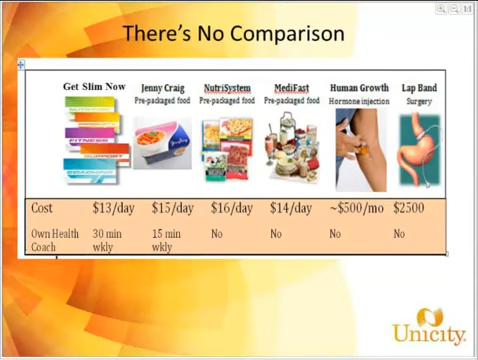 There's No Comparison
Get Slim Now
Jenny Craig
Pre-packaged food
NutriSystem
Pre-packaged food
MediFast
Pre-packaged food
Human Growth
Hormone injection
Lap Band
Surgery
FITNESS
SUPPORT
Cost $13/day $15/day $16/day $14/day ~$500/mo $2500
Own Health 30 min 15 min No No No No
Coach wkly wkly
Unicity